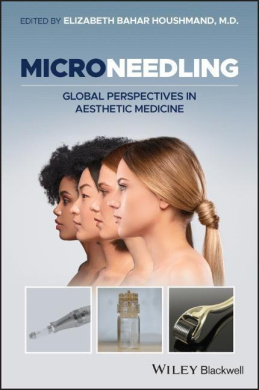 EDITED BY ELIZABETH BAHAR HOUSHMAND, M.D.
MICRONEEDLING
GLOBAL PERSPECTIVES IN
AESTHETIC MEDICINE
WILEY Blackwell